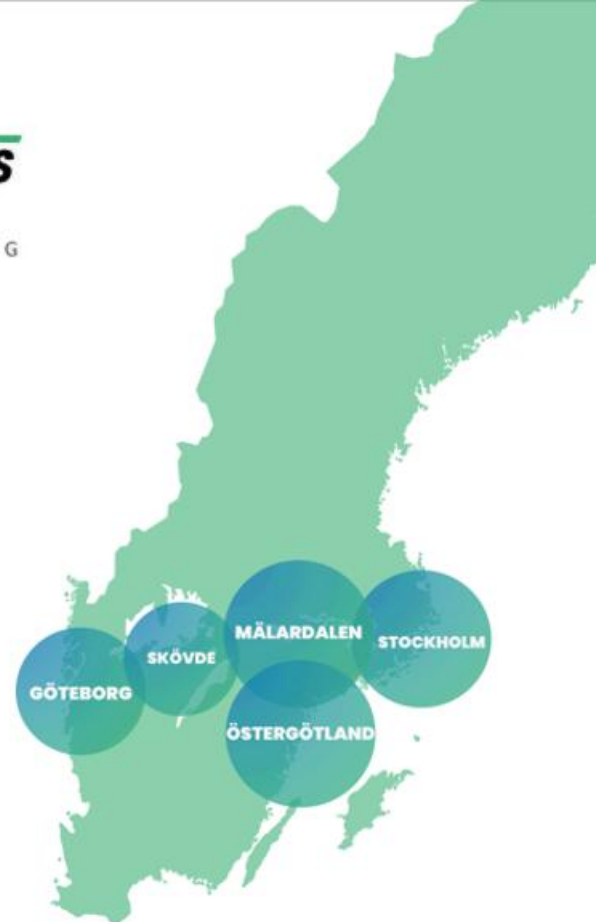 S
G
MÄLARDALEN
STOCKHOLM
SKÖVDE
GÖTEBORG
ÖSTERGÖTLAND